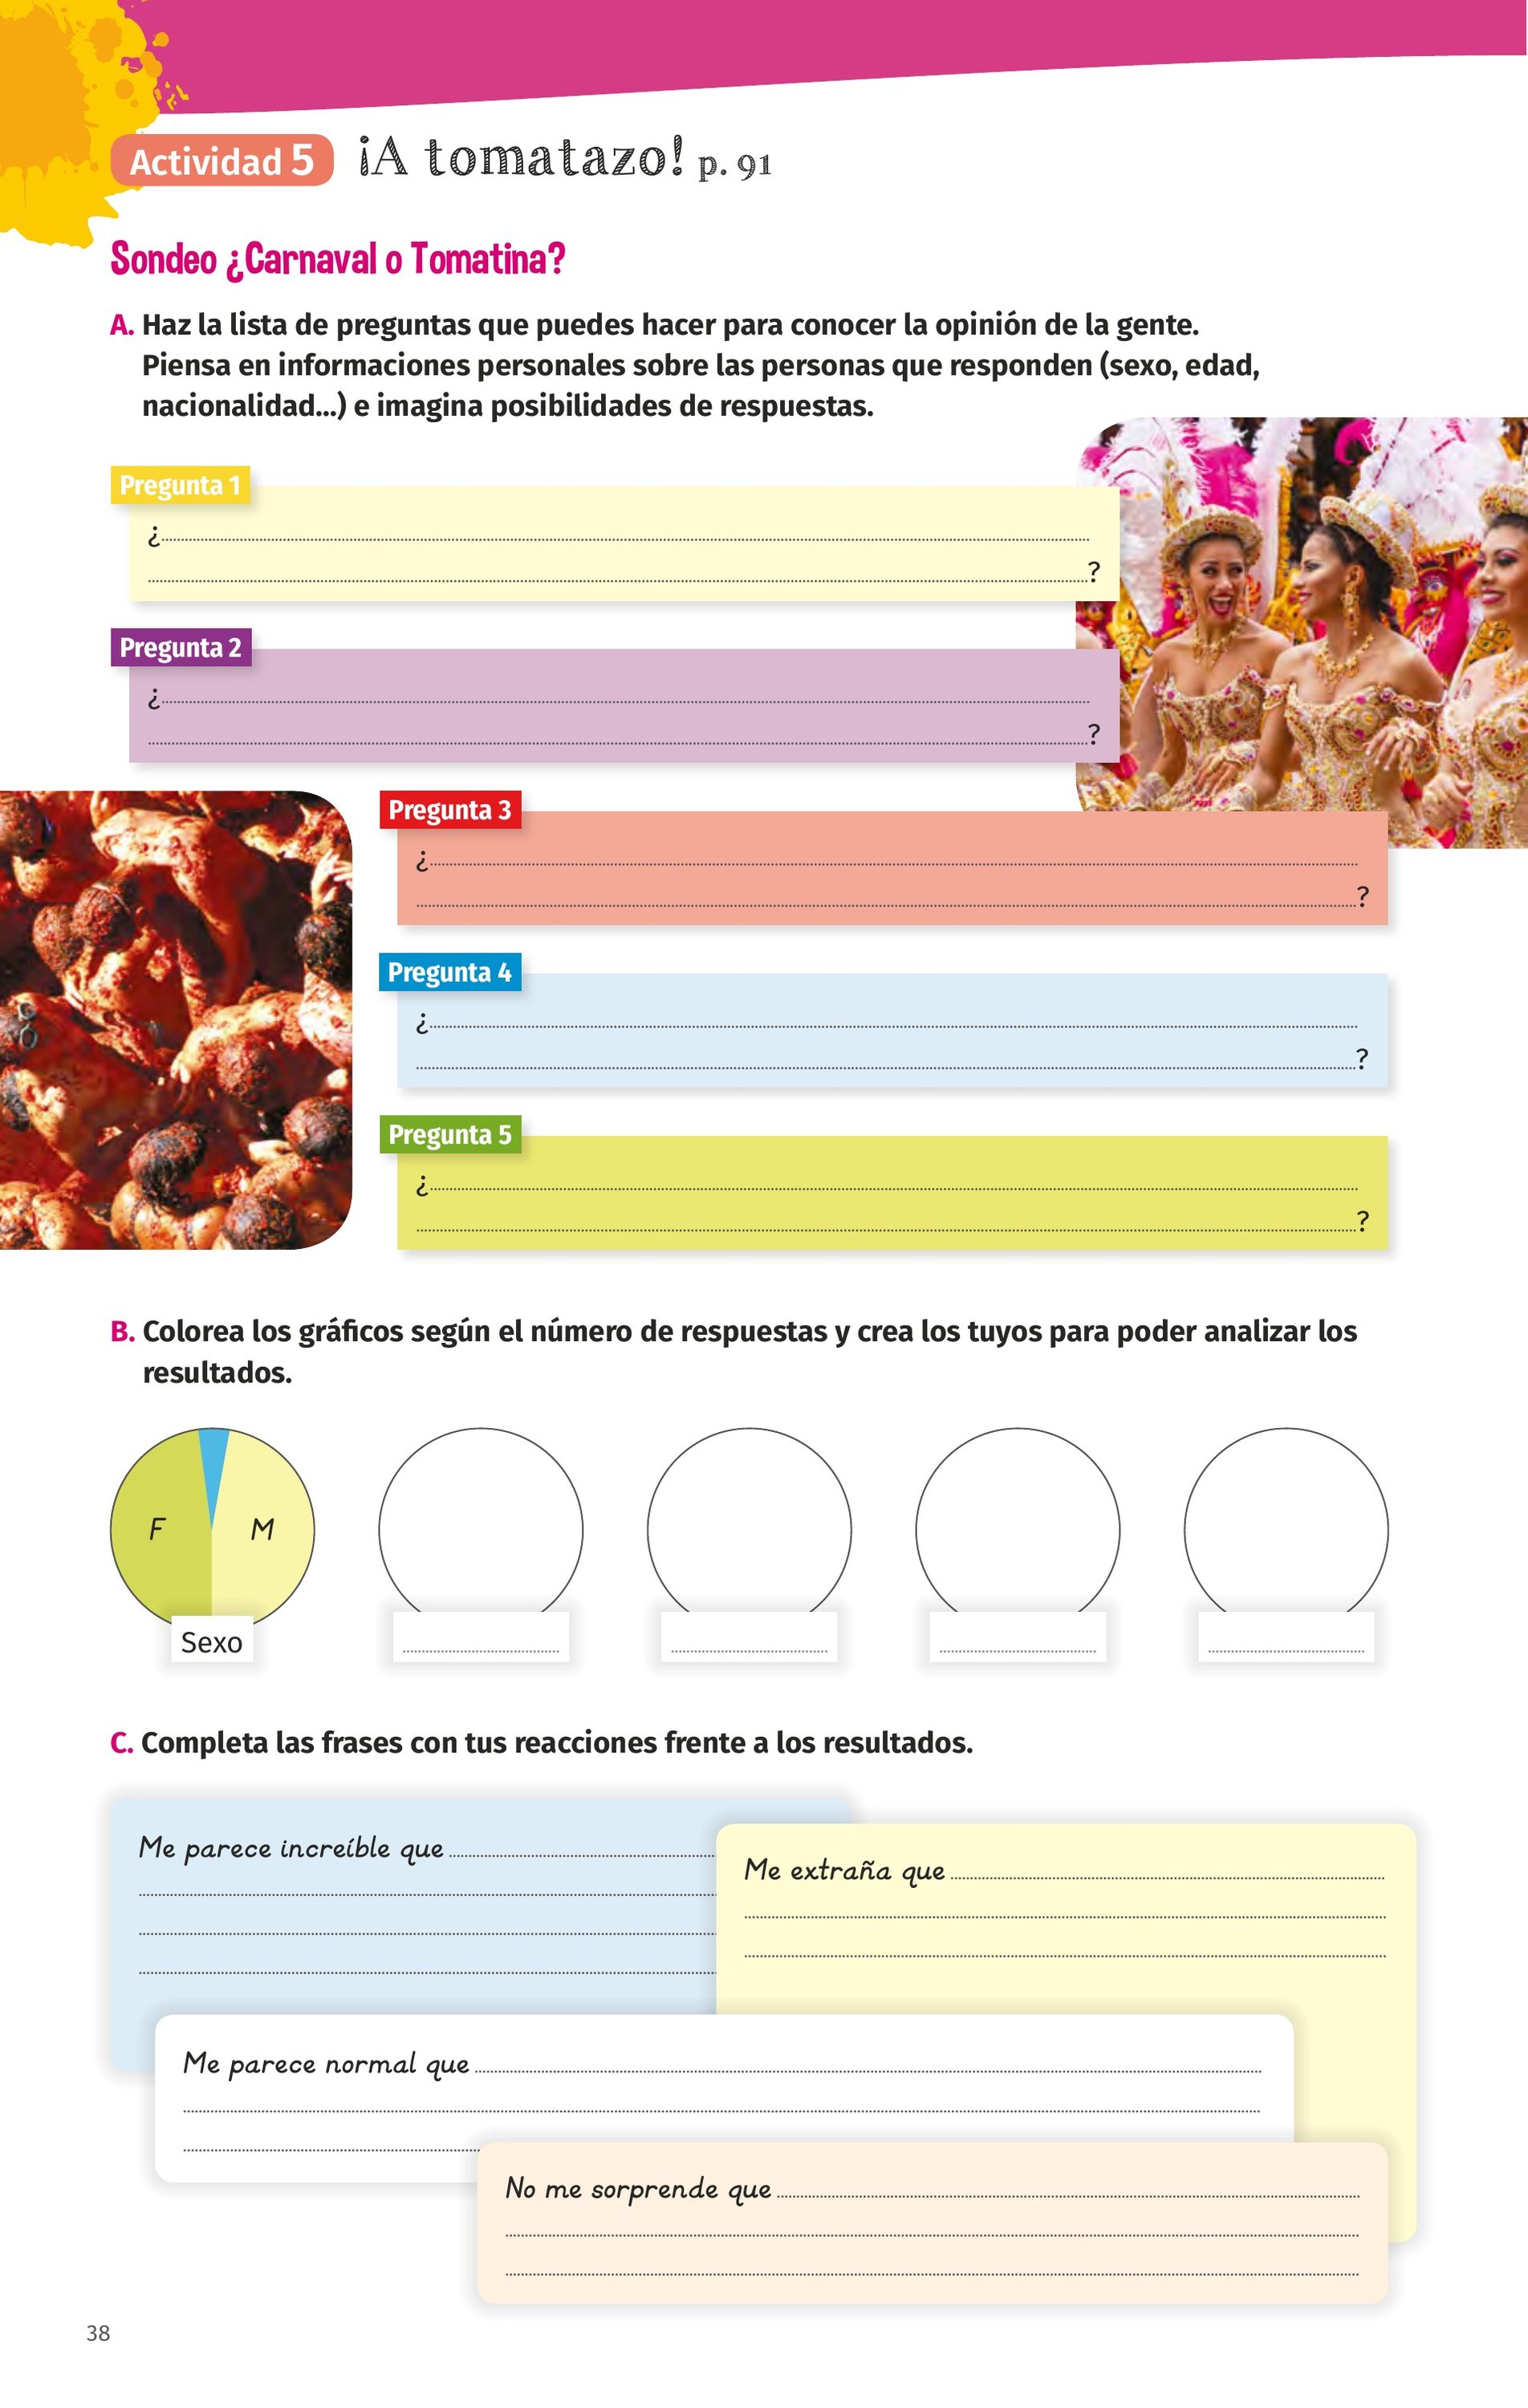 Actividad 5 ¡A tomatazo! p. 91
Sondeo ¿Carnaval o Tomatina?
A. Haz la lista de preguntas que puedes hacer para conocer la opinión de la gente.
Piensa en informaciones personales sobre las personas que responden (sexo, edad,
nacionalidad...) e imagina posibilidades de respuestas.
Pregunta 1
¿
?
Pregunta 2
¿
?
Pregunta 3
¿
?
Pregunta 4
¿
?
Pregunta 5
¿
?
B. Colorea los gráficos según el número de respuestas y crea los tuyos para poder analizar los
resultados.
F M
Sexo
C. Completa las frases con tus reacciones frente a los resultados.
Me parece increíble que
Me extraña que
Me parece normal que
No me sorprende que
38